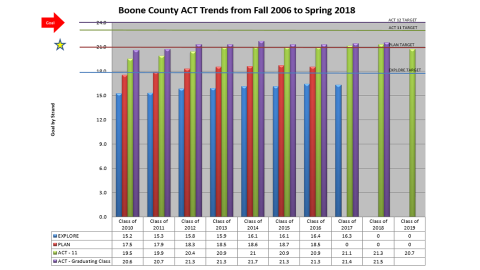 Boone County ACT Trends from Fall 2006 to Spring 2018
Goal
ACT 12 TARGET
ACT 11 TARGET
PLAN TARGET
EXPLORE TARGET
Goal by Strand
24.0
21.0
18.0
15.0
12.0
9.0
6.0
3.0
0.0
Class of 2010 Class of 2011 Class of 2012 Class of 2013 Class of 2014 Class of 2015 Class of 2016 Class of 2017 Class of 2018 Class of 2019
EXPLORE 15.2 15.3 15.8 15.9 16.1 16.1 16.4 16.3 0 0
PLAN 17.5 17.9 18.3 18.5 18.6 18.7 18.5 0 0 0
ACT - 11 19.5 19.9 20.4 20.9 21 20.9 20.9 21.1 21.3 20.7
ACT - Graduating Class 20.6 20.7 21.3 21.3 21.7 21.3 21.3 21.4 21.5